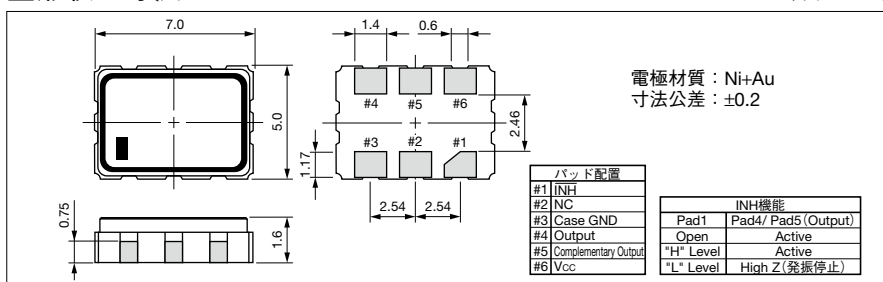 7.0
5.0
0.75
1.6
1.4
0.6
#4
#5
#6
#3
#2
#1
2.46
1.17
2.54
2.54
電極材質：Ni+Au
寸法公差：±0.2
パッド配置
#1 INH
#2 NC
#3 Case GND
#4 Output
#5 Complementary Output
#6 Vcc
INH機能
Pad1 Pad4/ Pad5(Output)
Open Active
"H" Level Active
"L" Level High Z(発振停止)